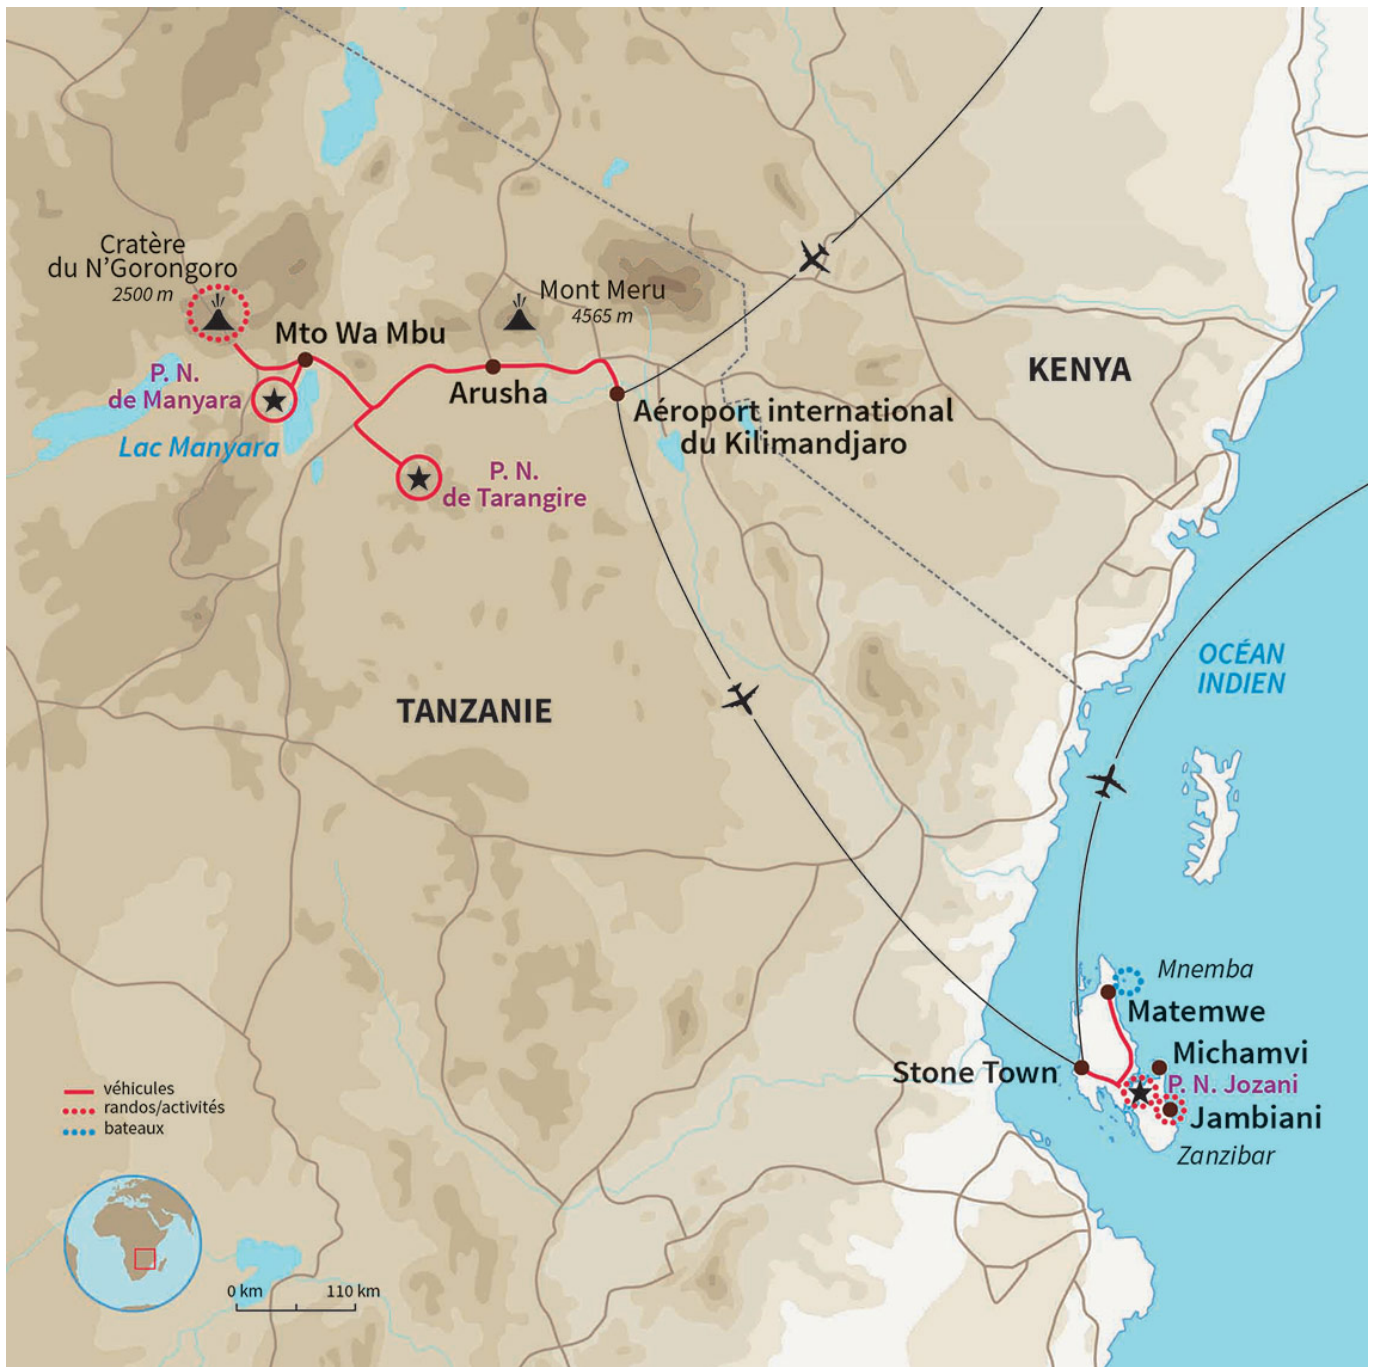 Cratère
du N'Gorongoro
2500 m
Mont Meru
4565 m
Mto Wa Mbu
P. N.
de Manyara
Arusha
KENYA
Aéroport international
du Kilimandjaro
Lac Manyara
P. N.
de Tarangire
OCÉAN
INDIEN
TANZANIE
Mnemba
Matemwe
Michamvi
Stone Town
P. N. Jozani
Jambiani
Zanzibar
véhicules
randos/activités
bateaux
0 km 110 km